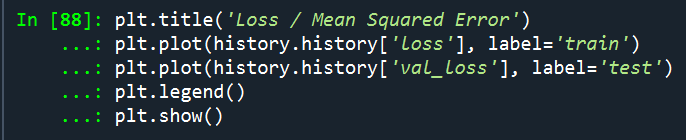 In [88]: plt.title('Loss / Mean Squared Error')
...: plt.plot(history.history['loss'], label='train')
...: plt.plot(history.history['val_loss'], label='test')
...: plt.legend()
...: plt.show()